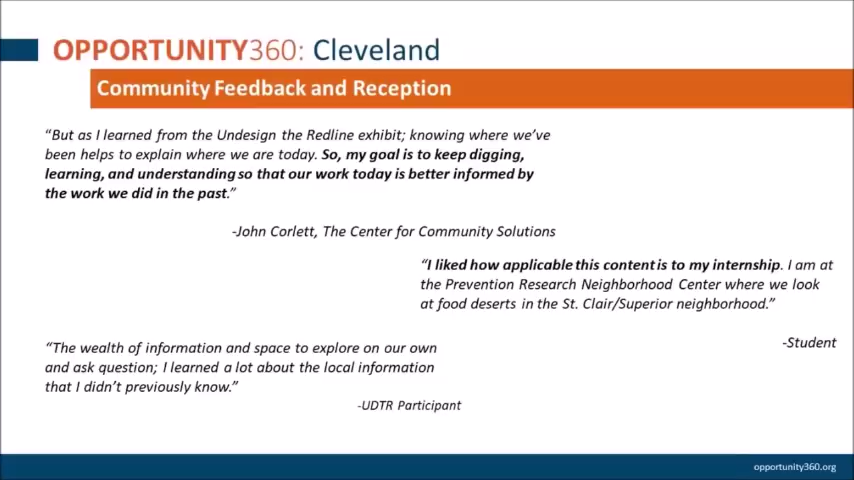 OPPORTUNITY360: Cleveland
Community Feedback and Reception
“But as I learned from the Undesign the Redline exhibit; knowing where we’ve
been helps to explain where we are today. So, my goal is to keep digging,
learning, and understanding so that our work today is better informed by
the work we did in the past.”
-John Corlett, The Center for Community Solutions
“I liked how applicable this content is to my internship. I am at
the Prevention Research Neighborhood Center where we look
at food deserts in the St. Clair/Superior neighborhood.”
-Student
“The wealth of information and space to explore on our own
and ask question; I learned a lot about the local information
that I didn’t previously know.”
-UDTR Participant
opportunity360.org